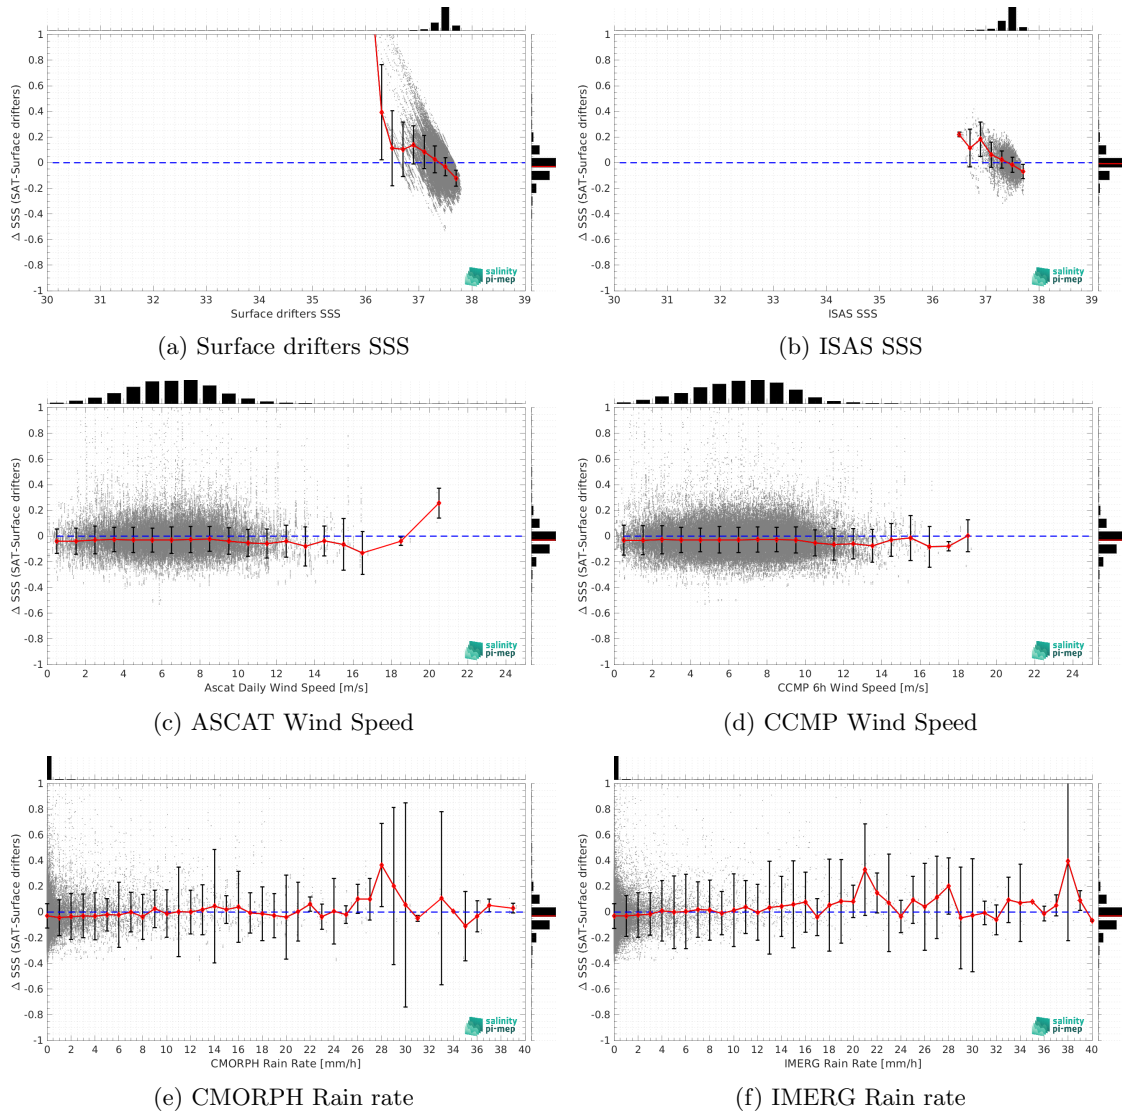 1
0.8
0.6
0.4
0.2
0
-0.2
-0.4
-0.6
-0.8
-1
Δ SSS (SAT-Surface drifters)
salinity
pi-mep
30 31 32 33 34 35 36 37 38 39
Surface drifters SSS
(a) Surface drifters SSS
1
0.8
0.6
0.4
0.2
0
-0.2
-0.4
-0.6
-0.8
-1
Δ SSS (SAT-Surface drifters)
salinity
pi-mep
30 31 32 33 34 35 36 37 38 39
ISAS SSS
(b) ISAS SSS
1
0.8
0.6
0.4
0.2
0
-0.2
-0.4
-0.6
-0.8
-1
Δ SSS (SAT-Surface drifters)
salinity
pi-mep
0 2 4 6 8 10 12 14 16 18 20 22 24
Ascat Daily Wind Speed [m/s]
(c) ASCAT Wind Speed
1
0.8
0.6
0.4
0.2
0
-0.2
-0.4
-0.6
-0.8
-1
Δ SSS (SAT-Surface drifters)
salinity
pi-mep
0 2 4 6 8 10 12 14 16 18 20 22 24
CCMP 6h Wind Speed [m/s]
(d) CCMP Wind Speed
1
0.8
0.6
0.4
0.2
0
-0.2
-0.4
-0.6
-0.8
-1
Δ SSS (SAT-Surface drifters)
salinity
pi-mep
0 2 4 6 8 10 12 14 16 18 20 22 24 26 28 30 32 34 36 38 40
CMORPH Rain Rate [mm/h]
(e) CMORPH Rain rate
1
0.8
0.6
0.4
0.2
0
-0.2
-0.4
-0.6
-0.8
-1
Δ SSS (SAT-Surface drifters)
salinity
pi-mep
0 2 4 6 8 10 12 14 16 18 20 22 24 26 28 30 32 34 36 38 40
IMERG Rain Rate [mm/h]
(f) IMERG Rain rate